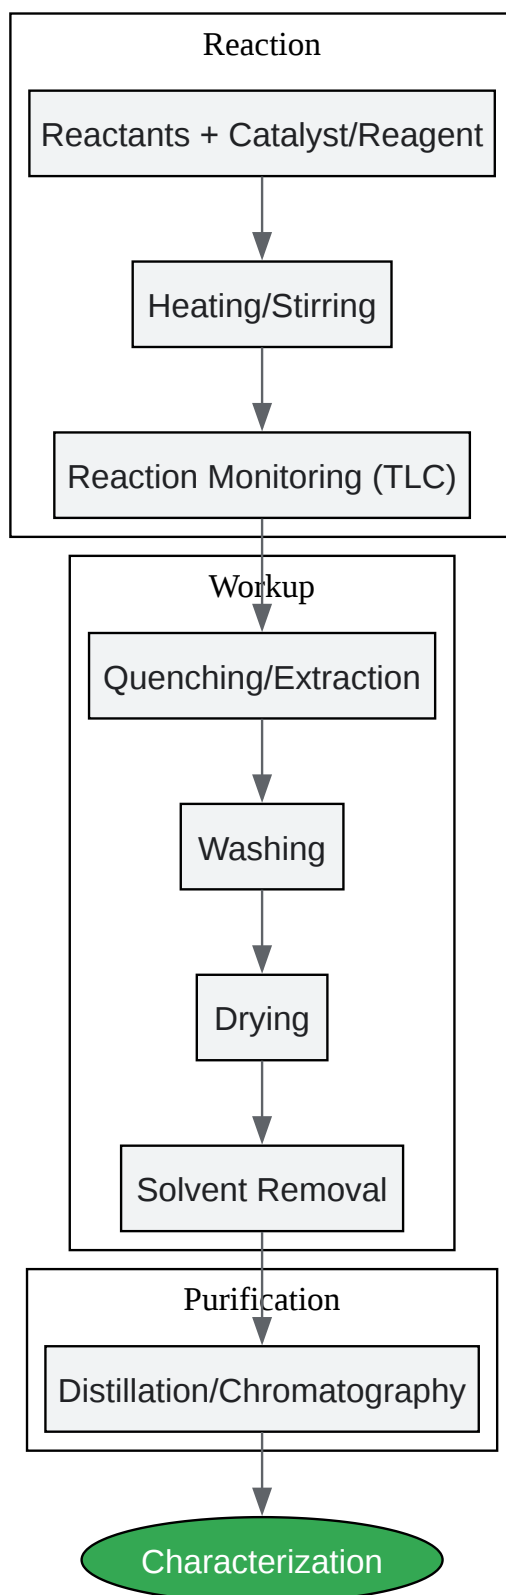 Reaction
Reactants + Catalyst/Reagent
Heating/Stirring
Reaction Monitoring (TLC)
Workup
Quenching/Extraction
Washing
Drying
Solvent Removal
Purification
Distillation/Chromatography
Characterization